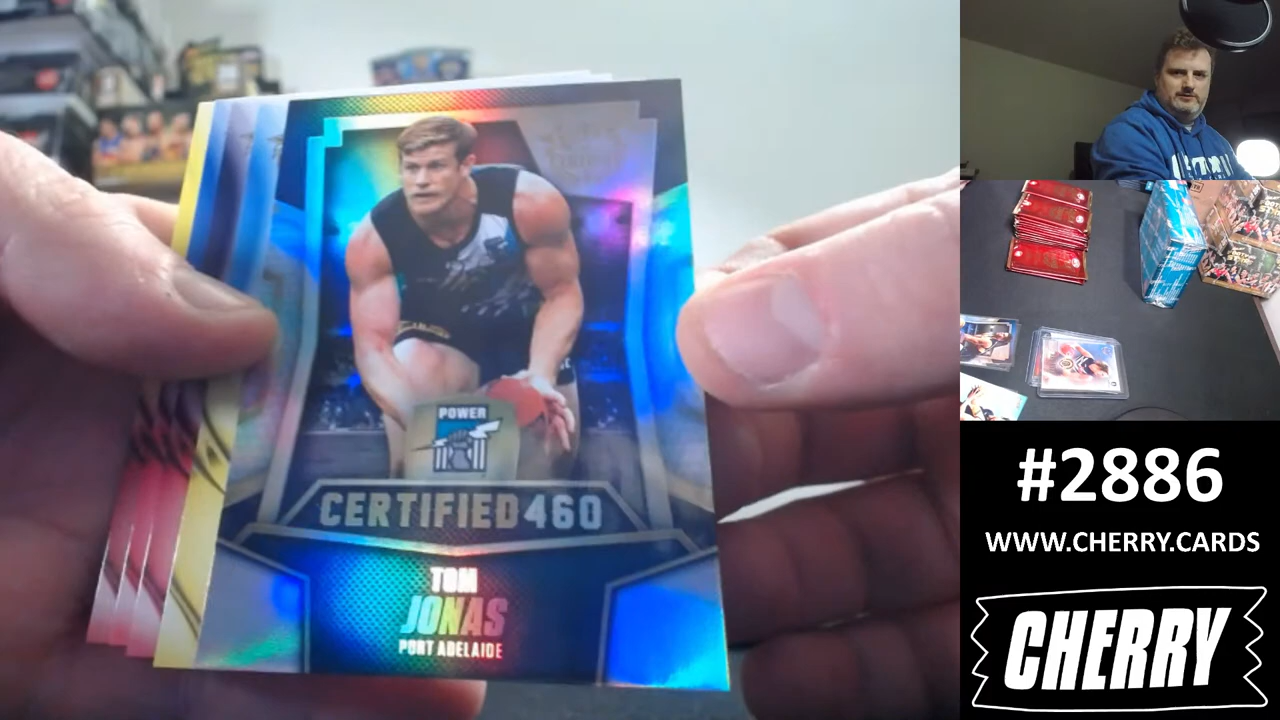 POWER
CERTIFIED 460
TOM
JONAS
PORT ADELAIDE
#2886
WWW.CHERRY.CARDS
CHERRY